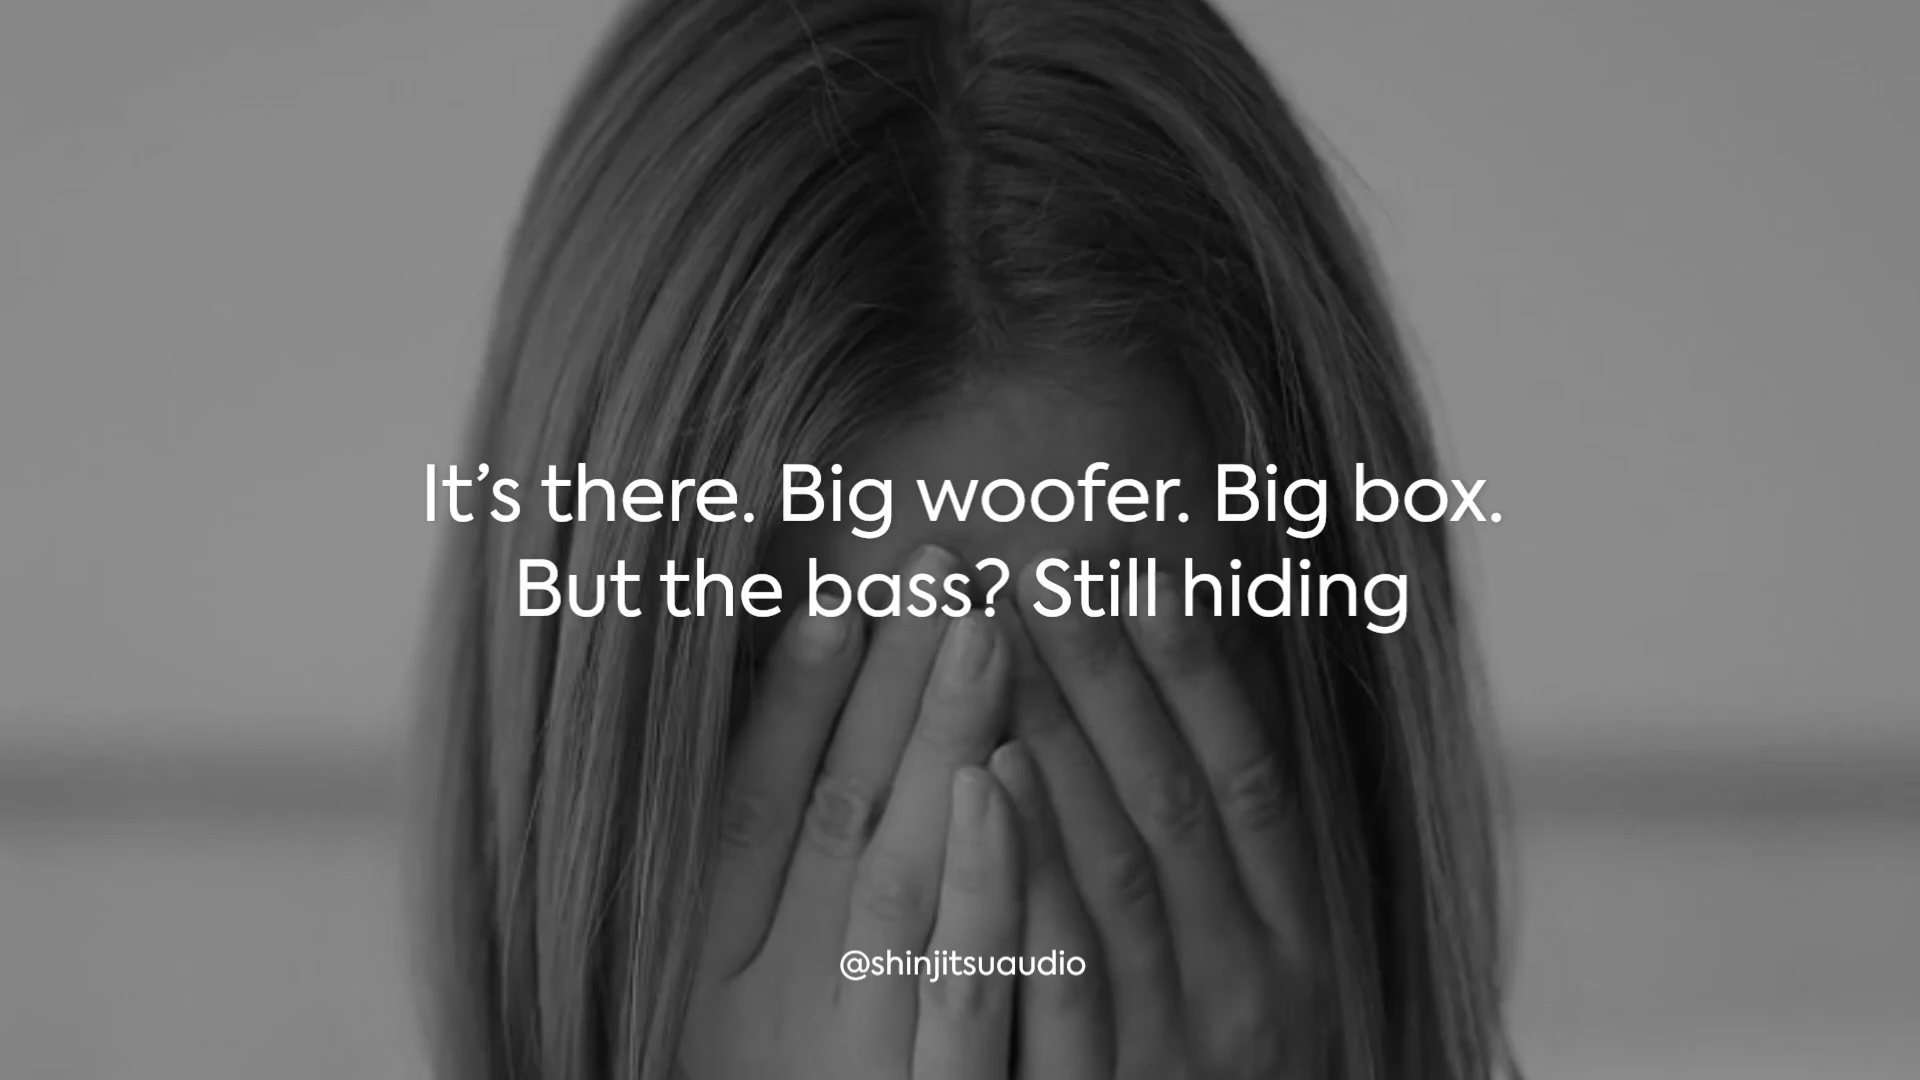 It’s there. Big woofer. Big box.
But the bass? Still hiding
@shinjitsuaudio